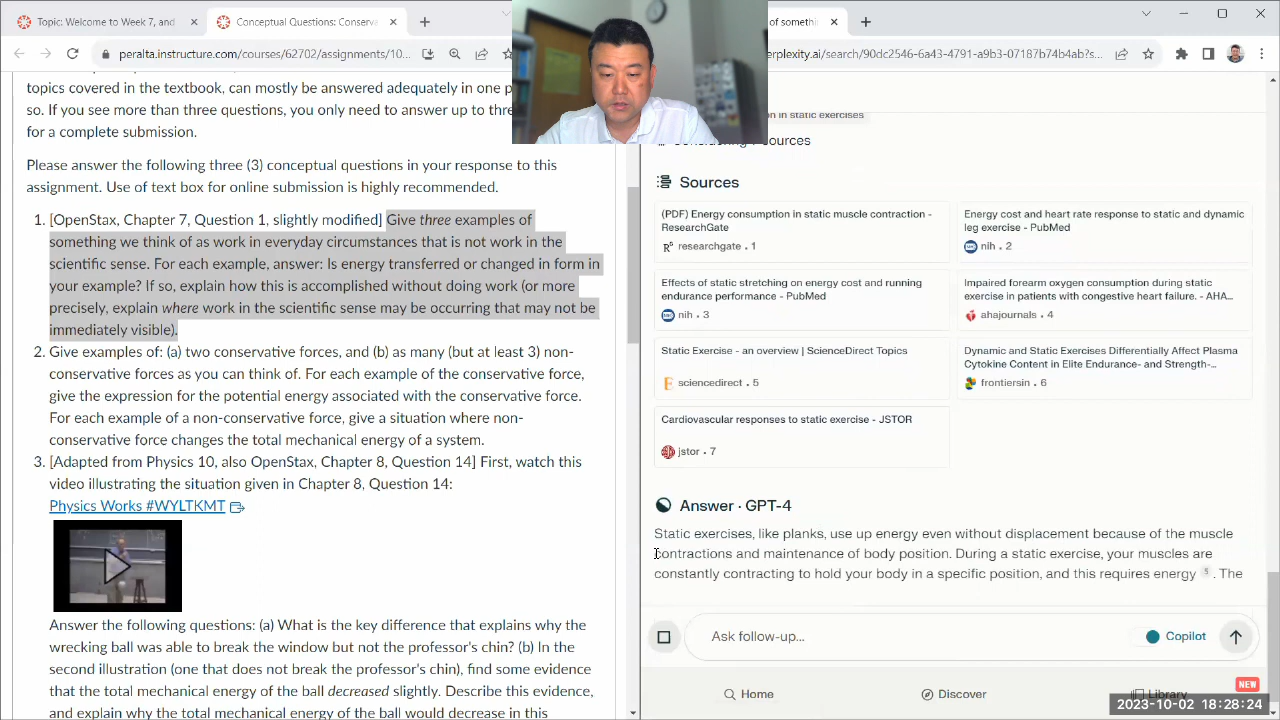 Topic: Welcome to Week 7, and
Conceptual Questions: Conserv
of something
peralta.instructure.com/courses/62702/assignments/10...
perplexity.ai/search/90dc2546-6a43-4791-a9b3-07187b74b4ab?s...
topics covered in the textbook, can mostly be answered adequately in one p
so. If you see more than three questions, you only need to answer up to thre
for a complete submission.
Please answer the following three (3) conceptual questions in your response to this
assignment. Use of text box for online submission is highly recommended.
1. [OpenStax, Chapter 7, Question 1, slightly modified] Give three examples of
something we think of as work in everyday circumstances that is not work in the
scientific sense. For each example, answer: Is energy transferred or changed in form in
your example? If so, explain how this is accomplished without doing work (or more
precisely, explain where work in the scientific sense may be occurring that may not be
immediately visible).
2. Give examples of: (a) two conservative forces, and (b) as many (but at least 3) non-
conservative forces as you can think of. For each example of the conservative force,
give the expression for the potential energy associated with the conservative force.
For each example of a non-conservative force, give a situation where non-
conservative force changes the total mechanical energy of a system.
3. [Adapted from Physics 10, also OpenStax, Chapter 8, Question 14] First, watch this
video illustrating the situation given in Chapter 8, Question 14:
Physics Works #WYLTKMT
Answer the following questions: (a) What is the key difference that explains why the
wrecking ball was able to break the window but not the professor's chin? (b) In the
second illustration (one that does not break the professor's chin), find some evidence
that the total mechanical energy of the ball decreased slightly. Describe this evidence,
and explain why the total mechanical energy of the ball would decrease in this
in static exercises
Considering 7 sources
Sources
(PDF) Energy consumption in static muscle contraction -
ResearchGate
researchgate · 1
Energy cost and heart rate response to static and dynamic
leg exercise - PubMed
nih · 2
Effects of static stretching on energy cost and running
endurance performance - PubMed
nih · 3
Impaired forearm oxygen consumption during static
exercise in patients with congestive heart failure. - AHA...
ahajournals · 4
Static Exercise - an overview | ScienceDirect Topics
sciencedirect · 5
Dynamic and Static Exercises Differentially Affect Plasma
Cytokine Content in Elite Endurance- and Strength-...
frontiersin · 6
Cardiovascular responses to static exercise - JSTOR
jstor · 7
Answer · GPT-4
Static exercises, like planks, use up energy even without displacement because of the muscle
contractions and maintenance of body position. During a static exercise, your muscles are
constantly contracting to hold your body in a specific position, and this requires energy 5 . The
Ask follow-up...
Copilot
Home
Discover
Library
NEW
2023-10-02 18:28:24